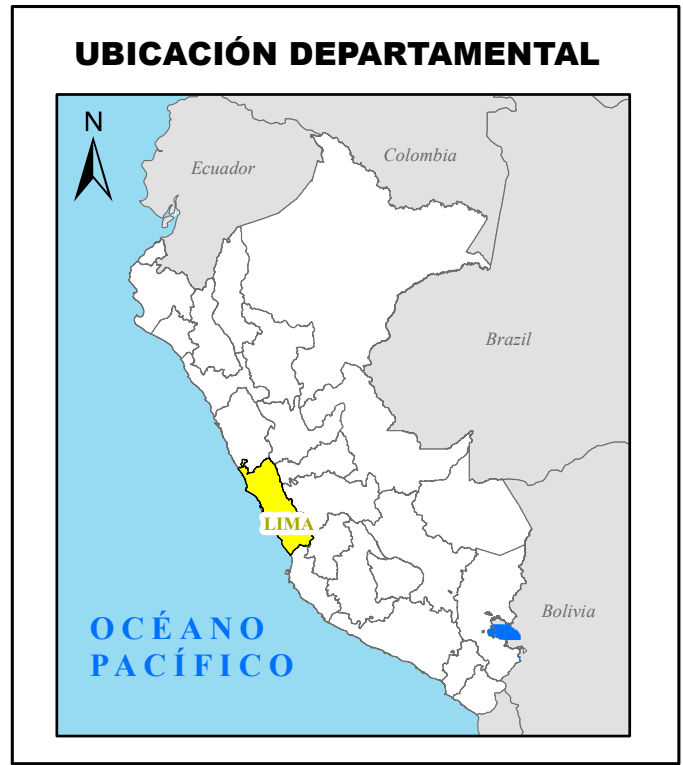 UBICACIÓN DEPARTAMENTAL
N
Ecuador
Colombia
Brazil
LIMA
Bolivia
OCÉANO
PACÍFICO